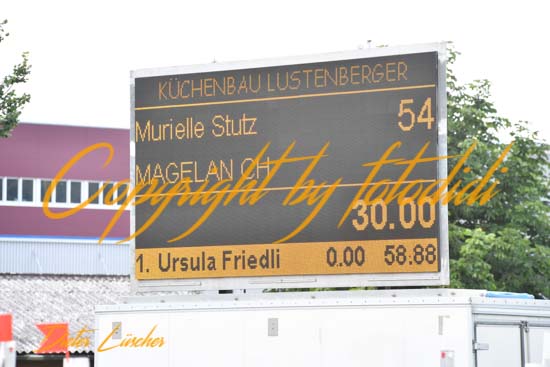 KÜCHENBAU LUSTENBERGER
Murielle Stutz 54
MAGELAN CH
30.00
1. Ursula Friedli 0.00 58.88
Copyright by fotodidi
Dieter Lüscher